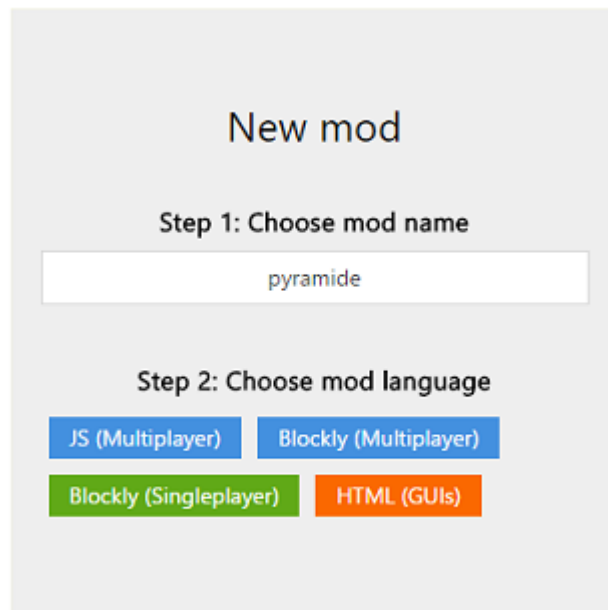 New mod
Step 1: Choose mod name
pyramide
Step 2: Choose mod language
JS (Multiplayer) Blockly (Multiplayer)
Blockly (Singleplayer) HTML (GUIs)